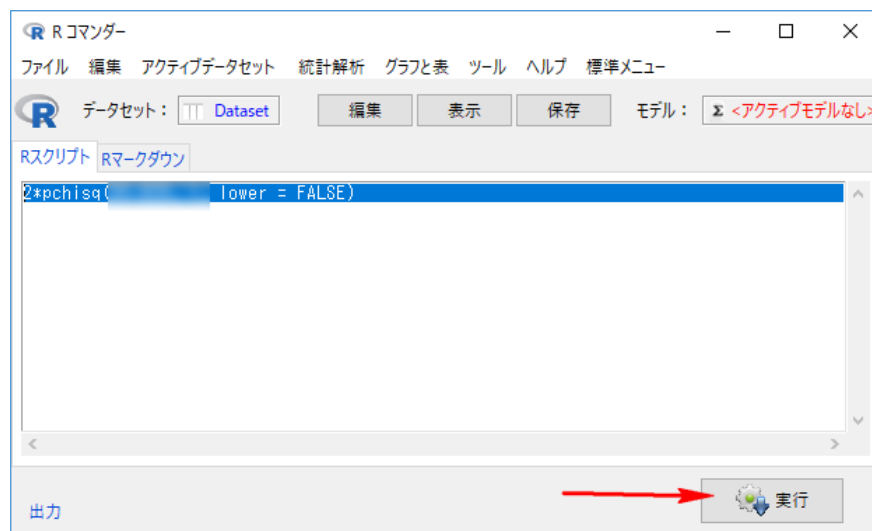 R コマンダー
ファイル 編集 アクティブデータセット 統計解析 グラフと表 ツール ヘルプ 標準メニュー
R データセット： Dataset 編集 表示 保存 モデル： Σ <アクティブモデルなし>
Rスクリプト Rマークダウン
2*pchisq( lower = FALSE)
出力 実行